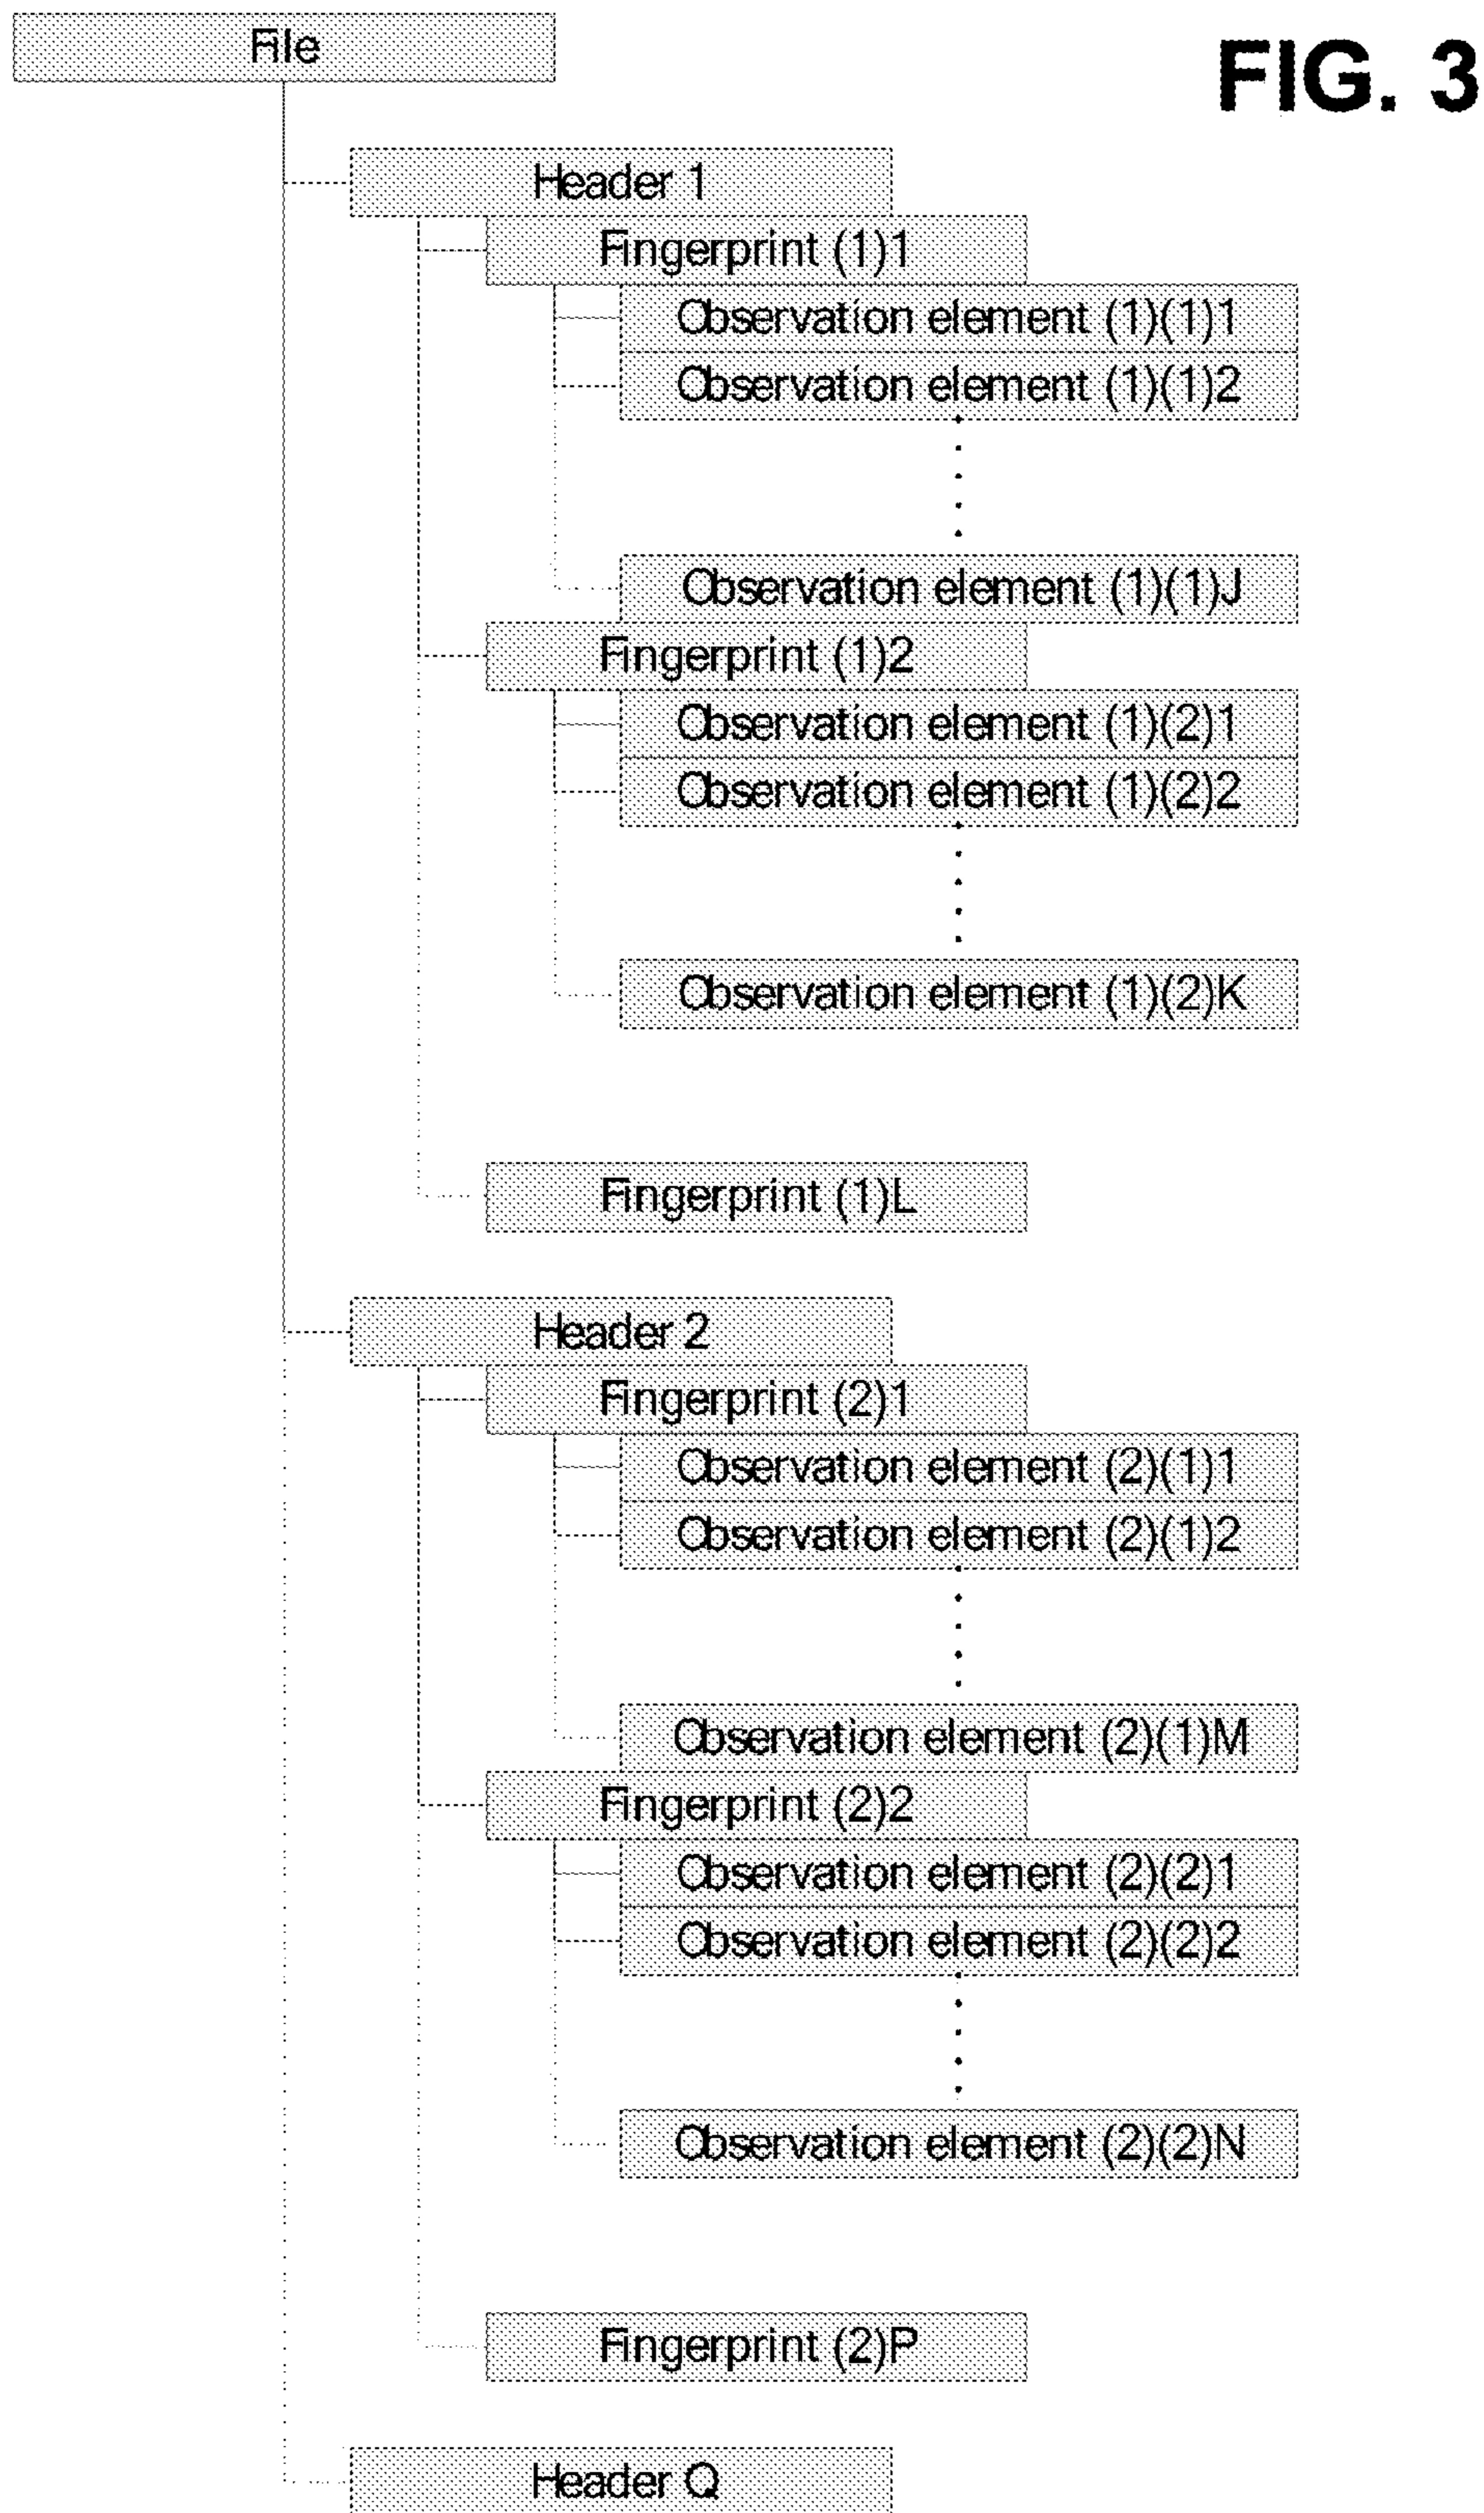 File
FIG. 3
Header 1
Fingerprint (1)1
Observation element (1)(1)1
Observation element (1)(1)2
Observation element (1)(1)J
Fingerprint (1)2
Observation element (1)(2)1
Observation element (1)(2)2
Observation element (1)(2)K
Fingerprint (1)L
Header 2
Fingerprint (2)1
Observation element (2)(1)1
Observation element (2)(1)2
Observation element (2)(1)M
Fingerprint (2)2
Observation element (2)(2)1
Observation element (2)(2)2
Observation element (2)(2)N
Fingerprint (2)P
Header Q